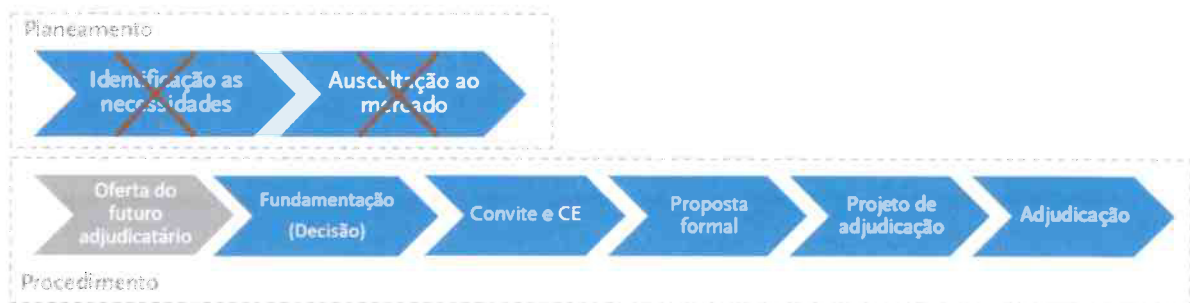 Planeamento
Identificação as
necessidades
Auscultação ao
mercado
Oferta do
futuro
adjudicatário
Fundamentação
(Decisão)
Convite e CE
Proposta
formal
Projeto de
adjudicação
Adjudicação
Procedimento